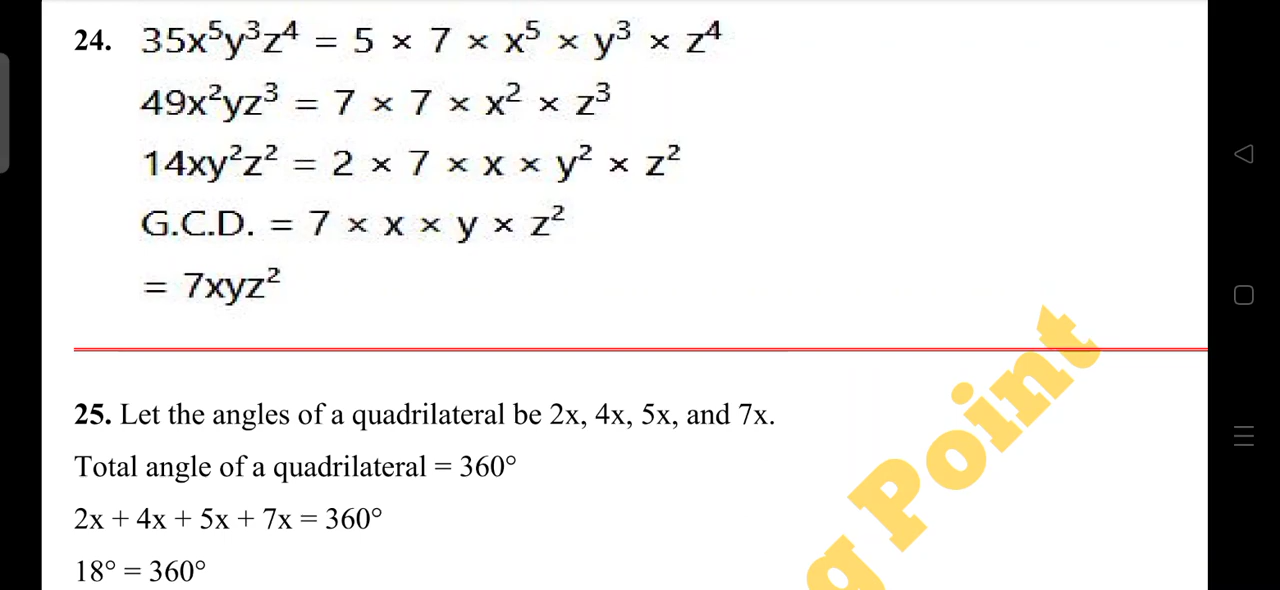 24. 35x⁵y³z⁴ = 5 × 7 × x⁵ × y³ × z⁴
49x²yz³ = 7 × 7 × x² × z³
14xy²z² = 2 × 7 × x × y² × z²
G.C.D. = 7 × x × y × z²
= 7xyz²
25. Let the angles of a quadrilateral be 2x, 4x, 5x, and 7x.
Total angle of a quadrilateral = 360°
2x + 4x + 5x + 7x = 360°
18° = 360°
g Point